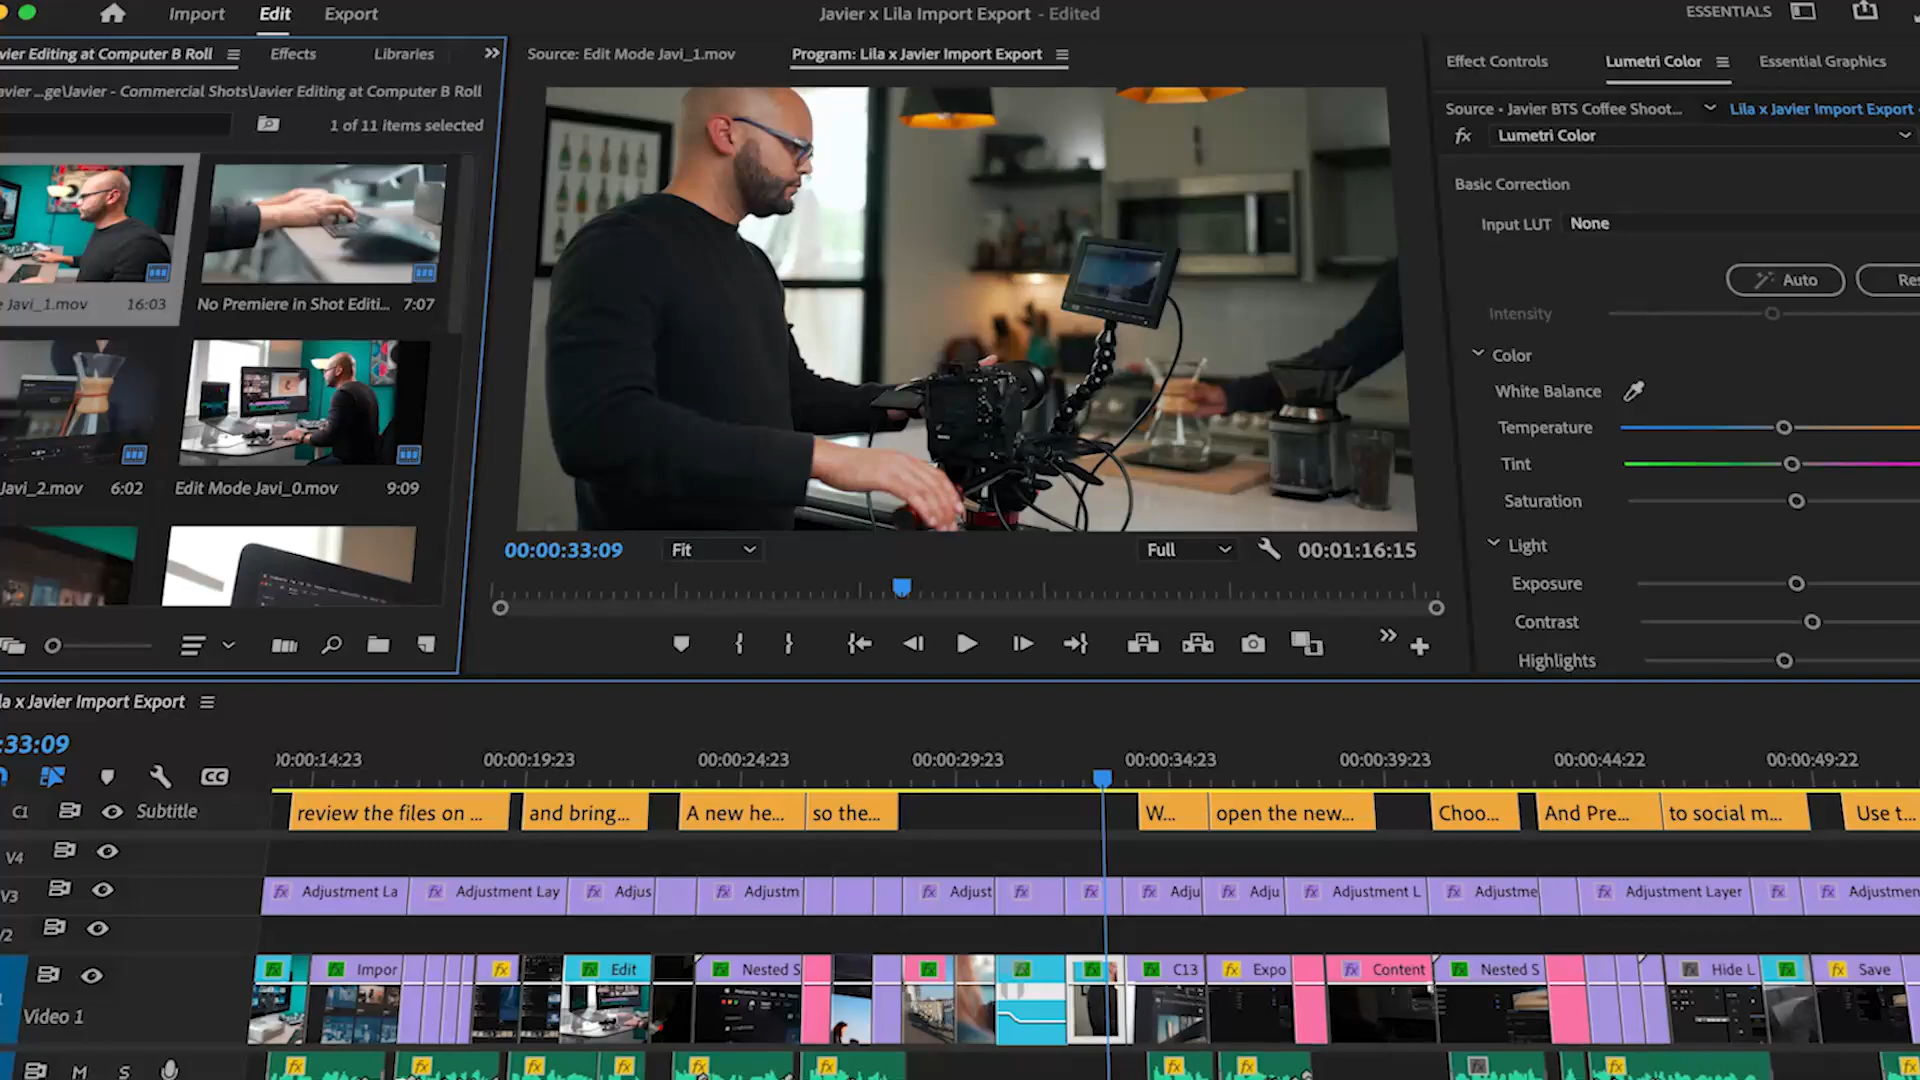 Import Edit Export
Javier x Lila Import Export - Edited
ESSENTIALS
vier Editing at Computer B Roll
Effects
Libraries
avier ...ge\Javier - Commercial Shots\Javier Editing at Computer B Roll
1 of 11 items selected
e Javi_1.mov 16:03
No Premiere in Shot Editi... 7:07
Javi_2.mov 6:02
Edit Mode Javi_0.mov 9:09
Source: Edit Mode Javi_1.mov
Program: Lila x Javier Import Export
00:00:33:09
Fit
Full
00:01:16:15
Effect Controls
Lumetri Color
Essential Graphics
Source • Javier BTS Coffee Shoot...
Lila x Javier Import Export
fx Lumetri Color
Basic Correction
Input LUT None
Auto
Res
Intensity
Color
White Balance
Temperature
Tint
Saturation
Light
Exposure
Contrast
Highlights
la x Javier Import Export
:33:09
00:00:14:23 00:00:19:23 00:00:24:23 00:00:29:23 00:00:34:23 00:00:39:23 00:00:44:22 00:00:49:22
CC
C1 Subtitle
review the files on ... and bring... A new he... so the... W... open the new... Choo... And Pre... to social m... Use t...
V4
V3 fx Adjustment La fx Adjustment Lay fx Adjus fx Adjustm fx Adjust fx fx fx Adju fx Adju fx Adjustment L fx Adjustme fx Adjustment Layer fx fx Adjustmen
V2
fx fx Impor fx fx Edit fx Nested S fx fx fx fx C13 fx Expo fx Content fx Nested S fx Hide L fx fx Save
Video 1
M S fx fx fx fx fx fx fx fx fx fx fx